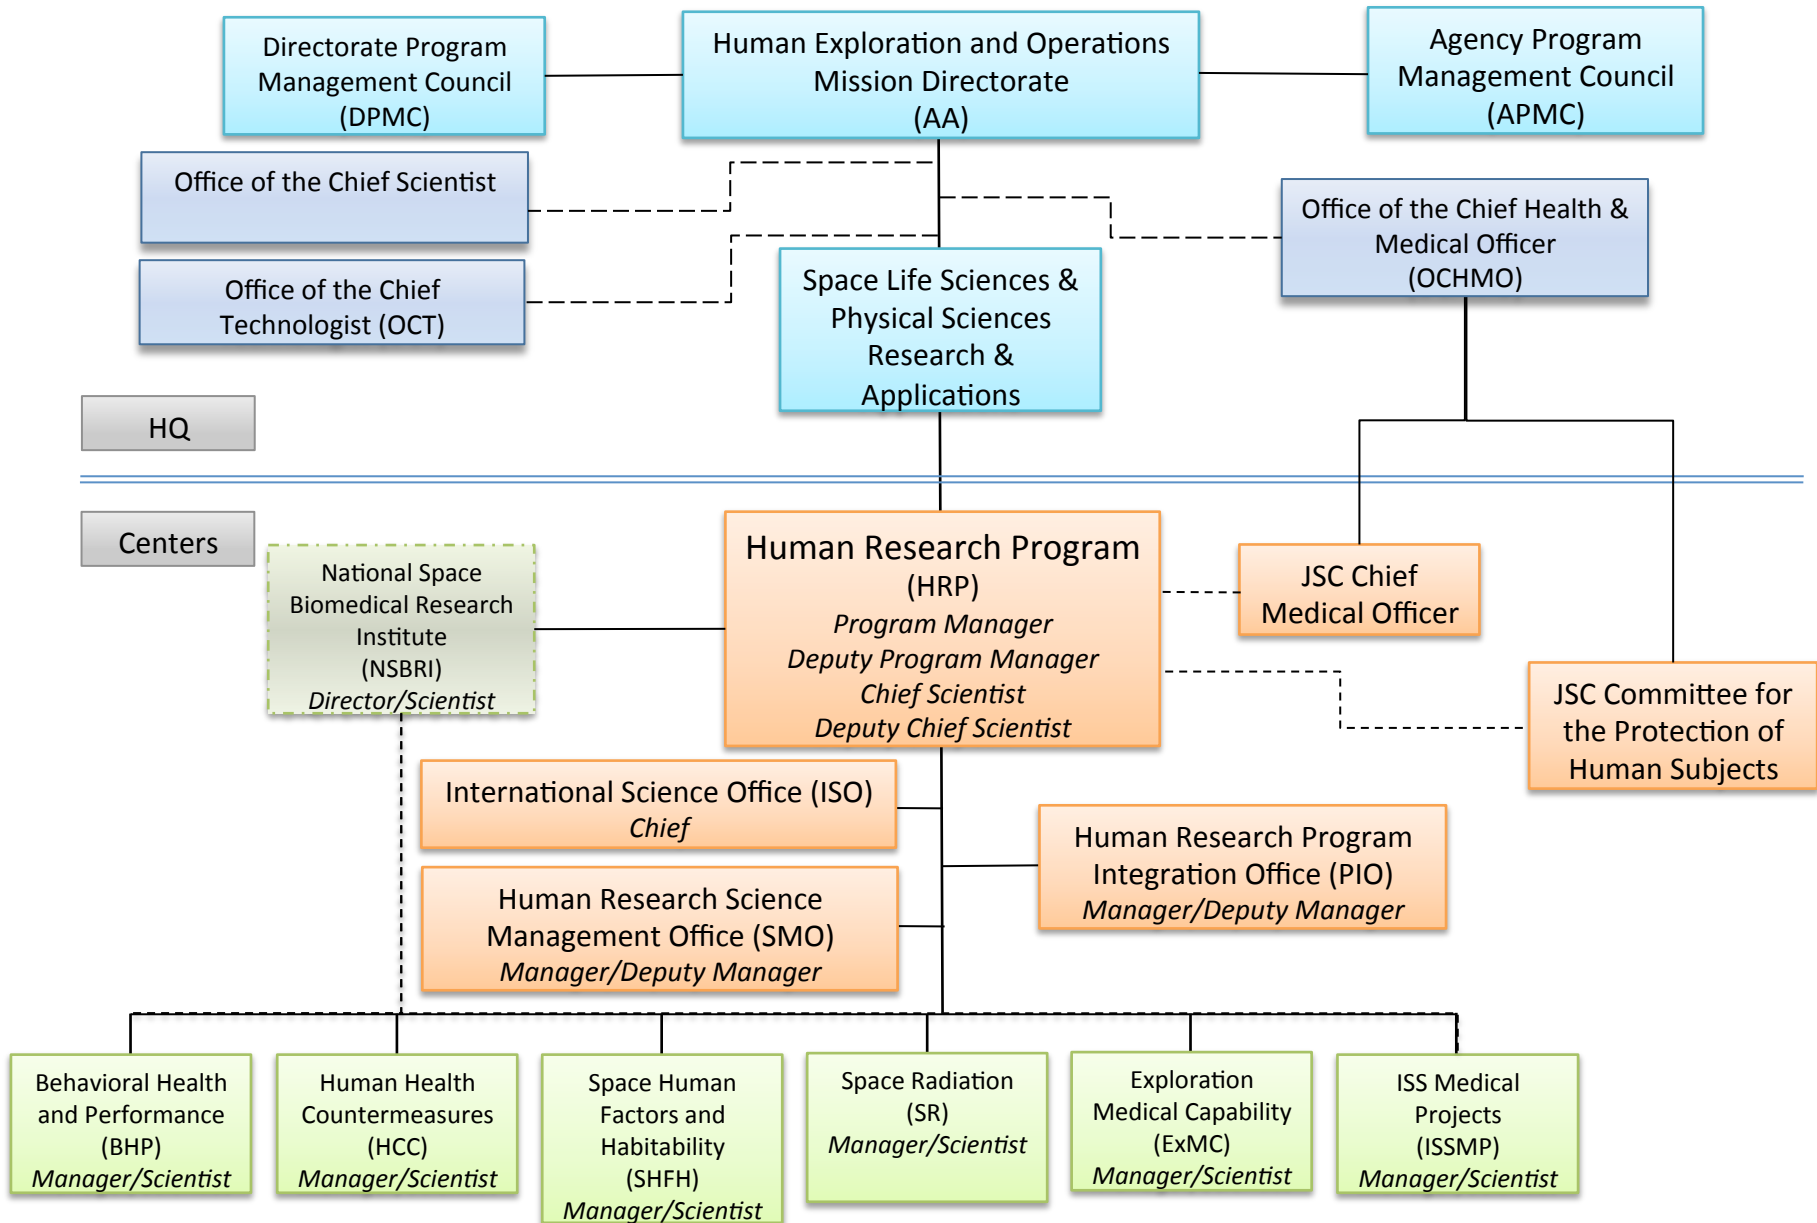 Directorate Program
Management Council
(DPMC)
Human Exploration and Operations
Mission Directorate
(AA)
Agency Program
Management Council
(APMC)
Office of the Chief Scientist
Office of the Chief
Technologist (OCT)
Space Life Sciences &
Physical Sciences
Research &
Applications
Office of the Chief Health &
Medical Officer
(OCHMO)
HQ
Centers
National Space
Biomedical Research
Institute
(NSBRI)
Director/Scientist
Human Research Program
(HRP)
Program Manager
Deputy Program Manager
Chief Scientist
Deputy Chief Scientist
JSC Chief
Medical Officer
JSC Committee for
the Protection of
Human Subjects
International Science Office (ISO)
Chief
Human Research Program
Integration Office (PIO)
Manager/Deputy Manager
Human Research Science
Management Office (SMO)
Manager/Deputy Manager
Behavioral Health
and Performance
(BHP)
Manager/Scientist
Human Health
Countermeasures
(HCC)
Manager/Scientist
Space Human
Factors and
Habitability
(SHFH)
Manager/Scientist
Space Radiation
(SR)
Manager/Scientist
Exploration
Medical Capability
(ExMC)
Manager/Scientist
ISS Medical
Projects
(ISSMP)
Manager/Scientist